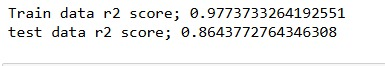 Train data r2 score; 0.9773733264192551
test data r2 score; 0.8643772764346308